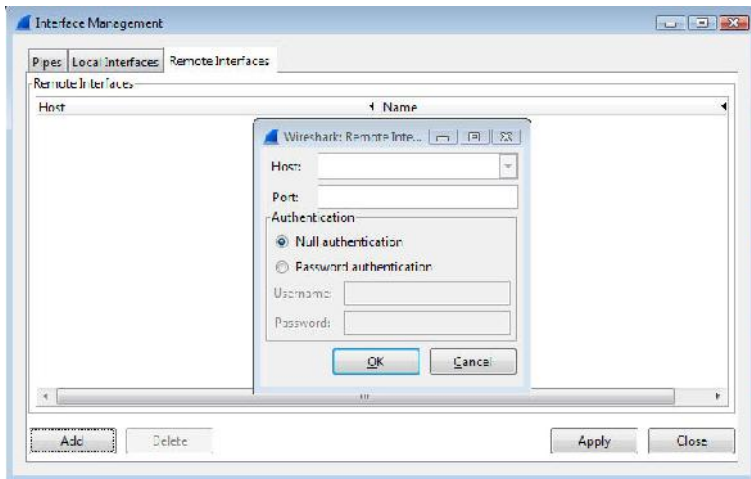 Interface Management
Pipes Local Interfaces Remote Interfaces
Remote Interfaces
Host Name
Wireshark: Remote Inte...
Host:
Port:
Authentication
Null authentication
Password authentication
Username:
Password:
OK Cancel
Add Delete Apply Close